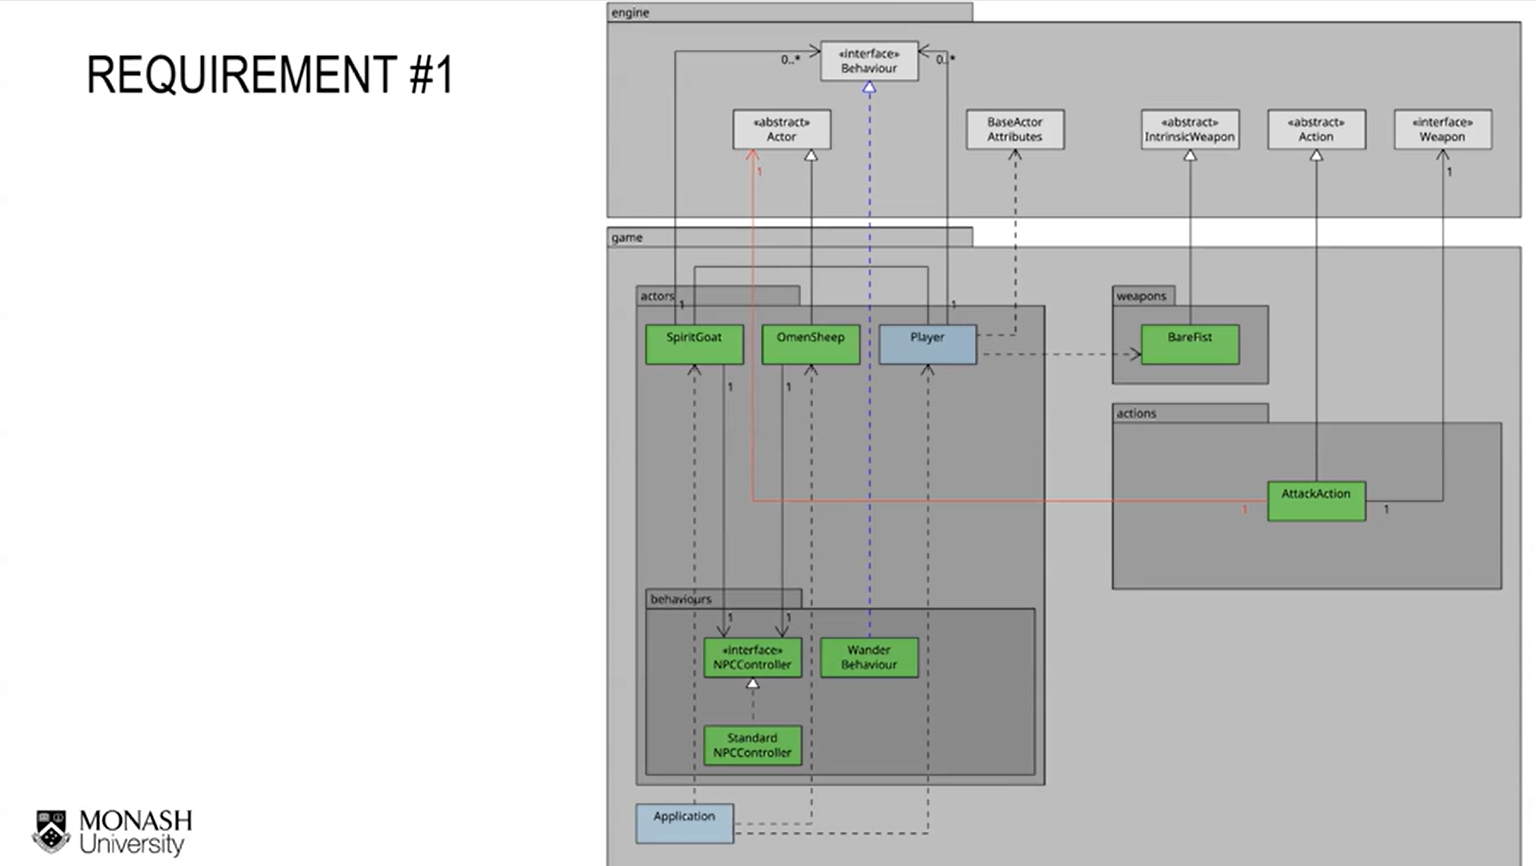 REQUIREMENT #1
engine
«interface»
Behaviour
0..*
0..*
«abstract»
Actor
BaseActor
Attributes
«abstract»
IntrinsicWeapon
«abstract»
Action
«interface»
Weapon
1
1
game
actors
1
1
weapons
SpiritGoat
OmenSheep
Player
BareFist
1
1
actions
AttackAction
1
1
behaviours
1
1
«interface»
NPCController
Wander
Behaviour
Standard
NPCController
Application
MONASH
University